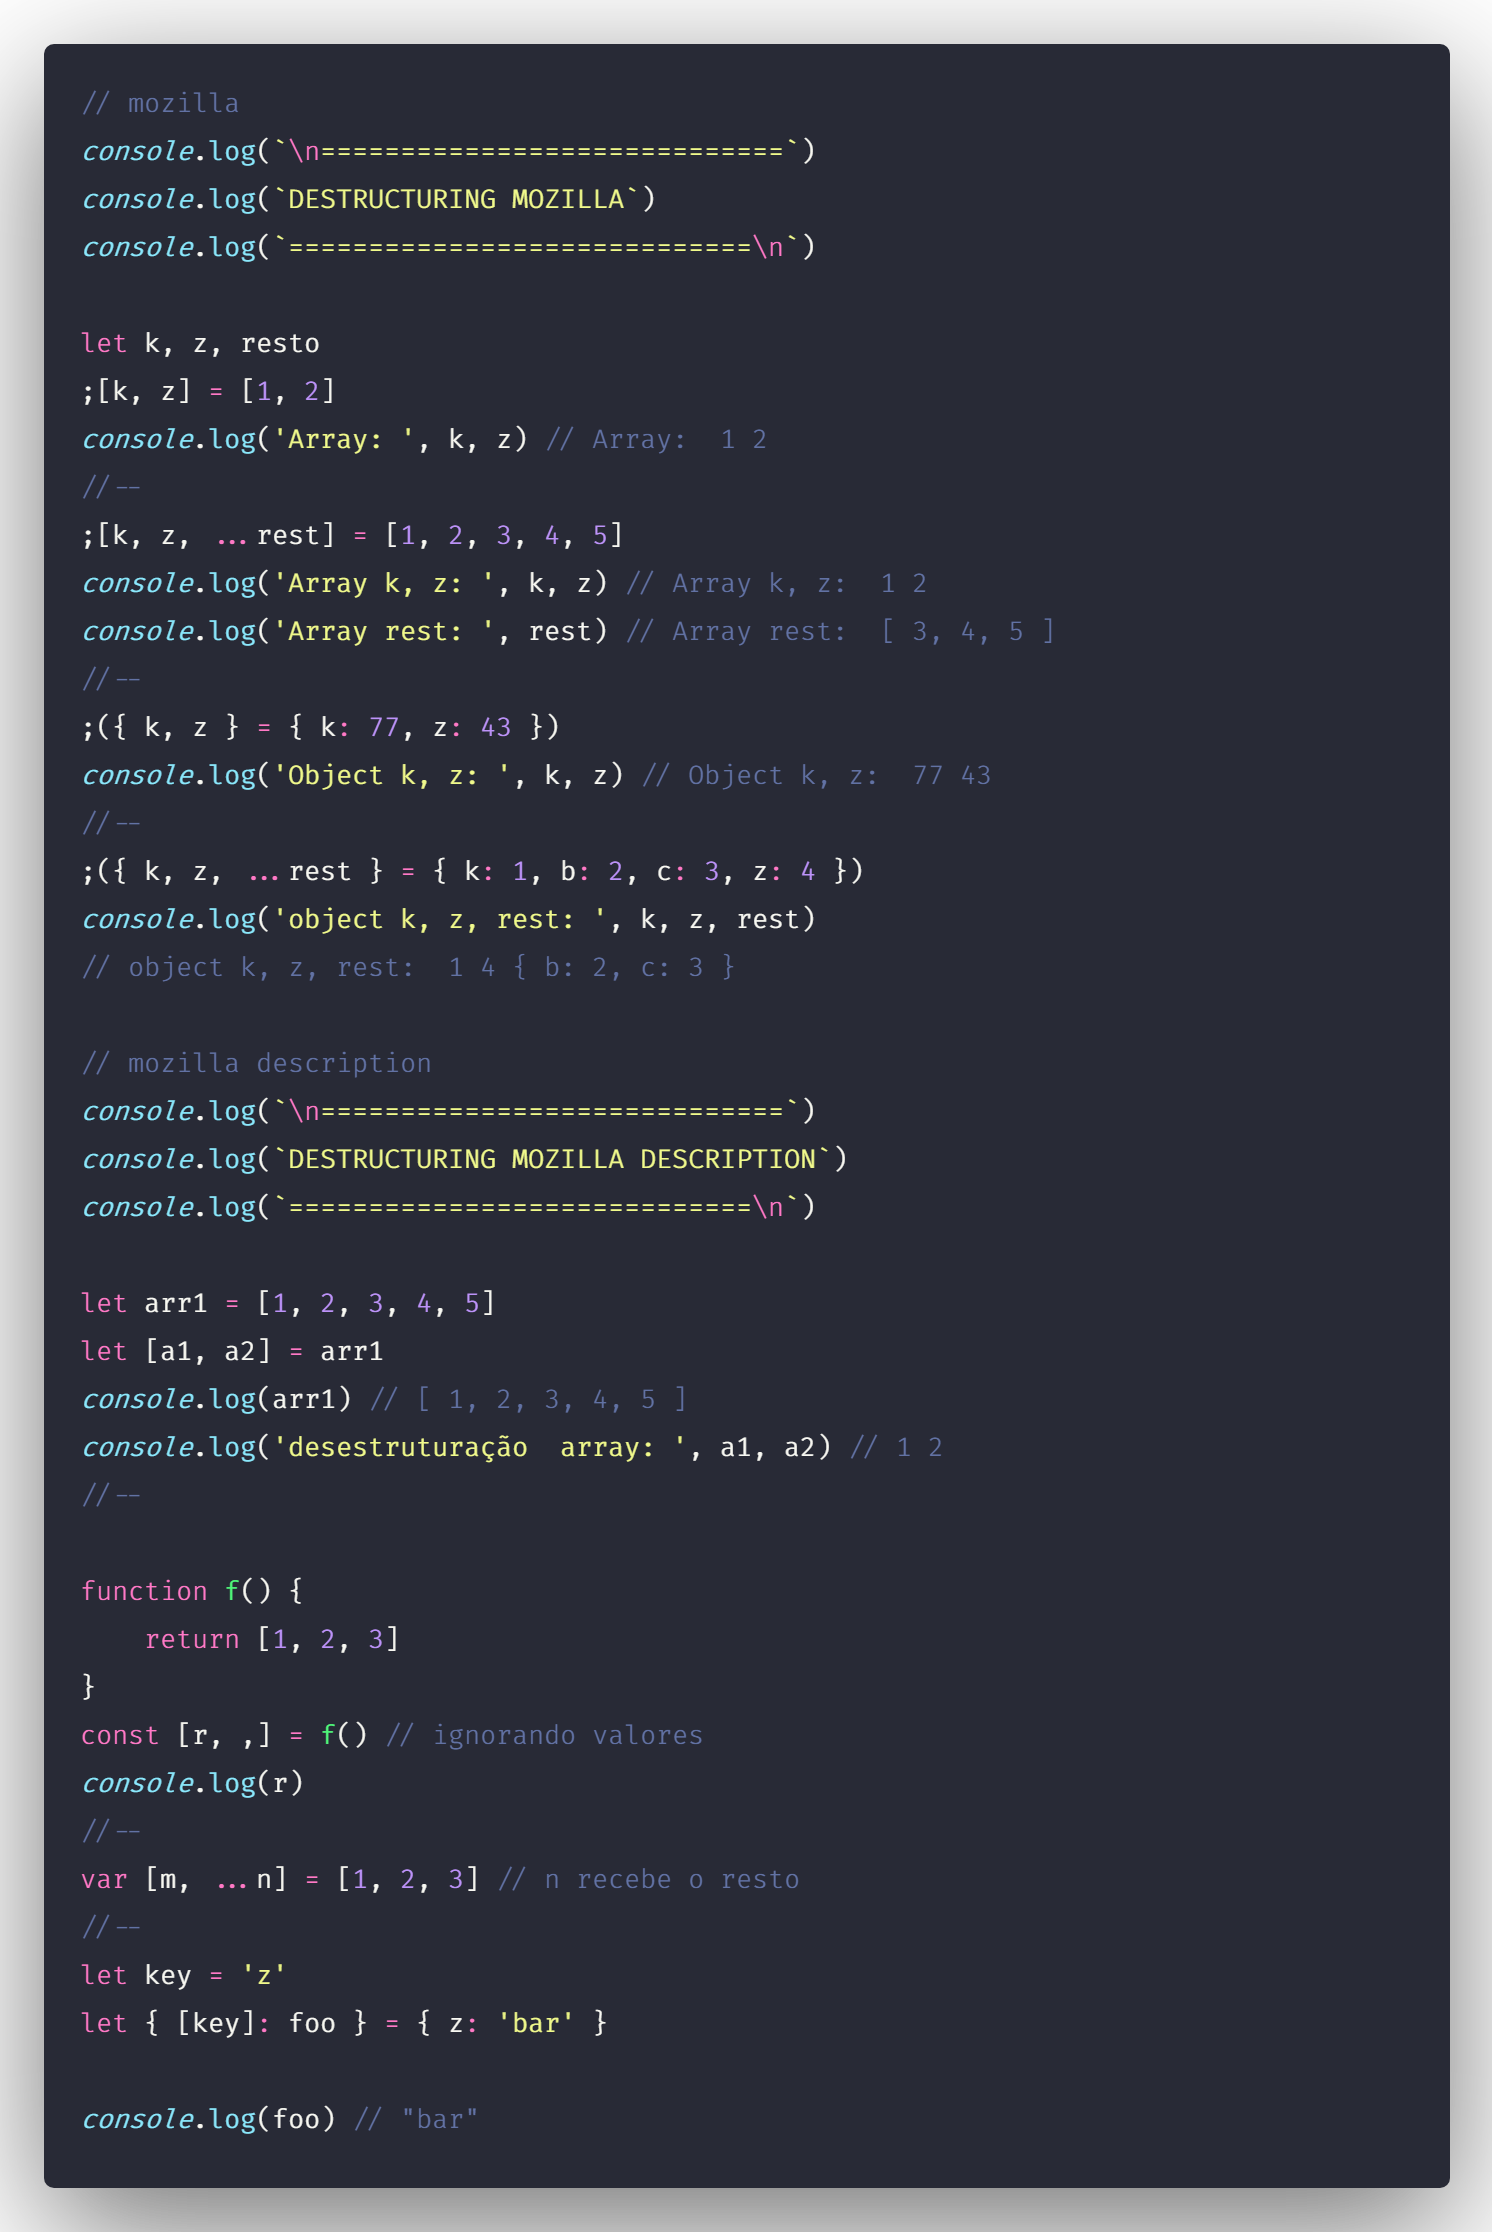 // mozilla
console.log(`\n=============================`)
console.log(`DESTRUCTURING MOZILLA`)
console.log(`=============================\n`)
let k, z, resto
;[k, z] = [1, 2]
console.log('Array: ', k, z) // Array:  1 2
//--
;[k, z, ...rest] = [1, 2, 3, 4, 5]
console.log('Array k, z: ', k, z) // Array k, z:  1 2
console.log('Array rest: ', rest) // Array rest:  [ 3, 4, 5 ]
//--
;({ k, z } = { k: 77, z: 43 })
console.log('Object k, z: ', k, z) // Object k, z:  77 43
//--
;({ k, z, ...rest } = { k: 1, b: 2, c: 3, z: 4 })
console.log('object k, z, rest: ', k, z, rest)
// object k, z, rest:  1 4 { b: 2, c: 3 }
// mozilla description
console.log(`\n=============================`)
console.log(`DESTRUCTURING MOZILLA DESCRIPTION`)
console.log(`=============================\n`)
let arr1 = [1, 2, 3, 4, 5]
let [a1, a2] = arr1
console.log(arr1) // [ 1, 2, 3, 4, 5 ]
console.log('desestruturação  array: ', a1, a2) // 1 2
//--
function f() {
    return [1, 2, 3]
}
const [r, ,] = f() // ignorando valores
console.log(r)
//--
var [m, ...n] = [1, 2, 3] // n recebe o resto
//--
let key = 'z'
let { [key]: foo } = { z: 'bar' }
console.log(foo) // "bar"